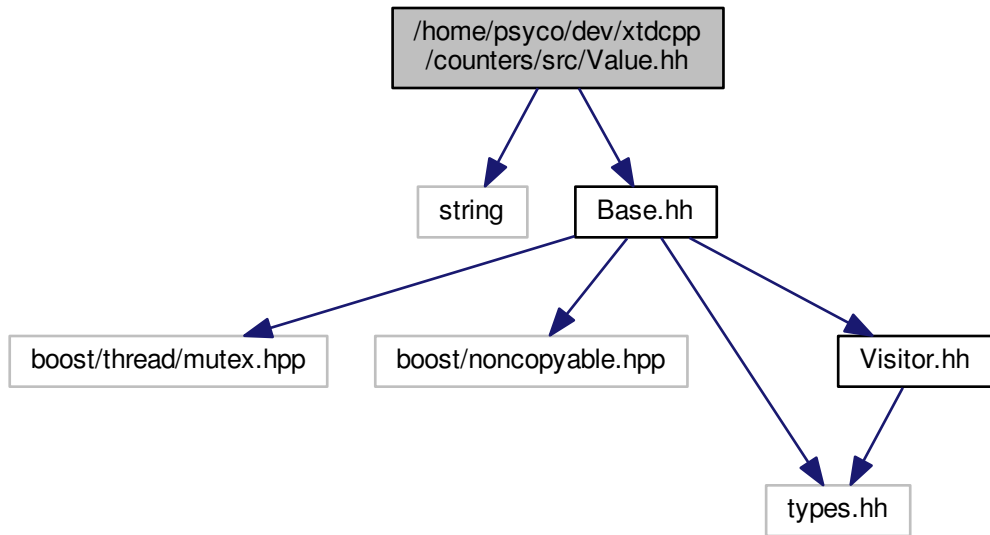 /home/psyco/dev/xtdcpp
/counters/src/Value.hh
string
Base.hh
boost/thread/mutex.hpp
boost/noncopyable.hpp
Visitor.hh
types.hh